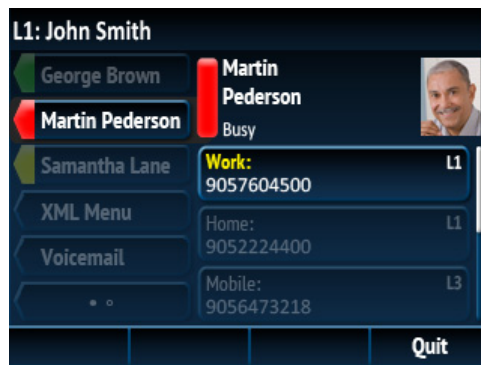 L1: John Smith
George Brown
Martin Pederson
Samantha Lane
XML Menu
Voicemail
Martin
Pederson
Busy
Work: L1
9057604500
Home: L1
9052224400
Mobile: L3
9056473218
Quit